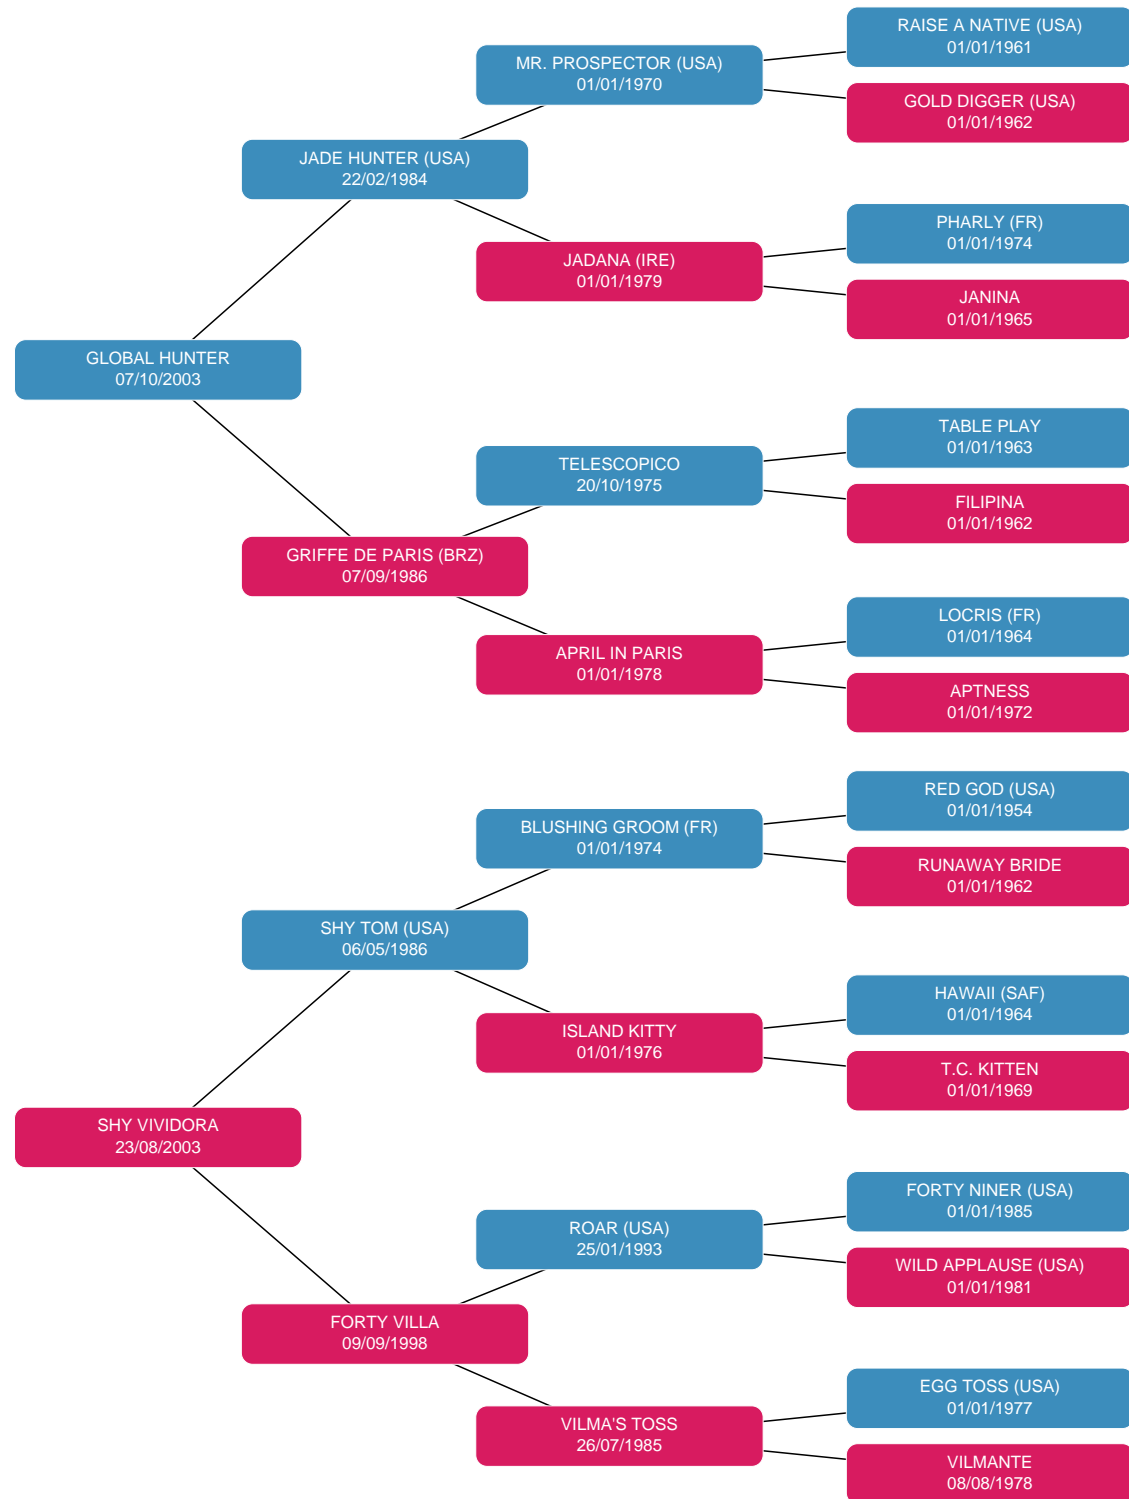 RAISE A NATIVE (USA)
01/01/1961
MR. PROSPECTOR (USA)
01/01/1970
GOLD DIGGER (USA)
01/01/1962
JADE HUNTER (USA)
22/02/1984
PHARLY (FR)
01/01/1974
JADANA (IRE)
01/01/1979
JANINA
01/01/1965
GLOBAL HUNTER
07/10/2003
TABLE PLAY
01/01/1963
TELESCOPICO
20/10/1975
FILIPINA
01/01/1962
GRIFFE DE PARIS (BRZ)
07/09/1986
LOCRIS (FR)
01/01/1964
APRIL IN PARIS
01/01/1978
APTNESS
01/01/1972
RED GOD (USA)
01/01/1954
BLUSHING GROOM (FR)
01/01/1974
RUNAWAY BRIDE
01/01/1962
SHY TOM (USA)
06/05/1986
HAWAII (SAF)
01/01/1964
ISLAND KITTY
01/01/1976
T.C. KITTEN
01/01/1969
SHY VIVIDORA
23/08/2003
FORTY NINER (USA)
01/01/1985
ROAR (USA)
25/01/1993
WILD APPLAUSE (USA)
01/01/1981
FORTY VILLA
09/09/1998
EGG TOSS (USA)
01/01/1977
VILMA'S TOSS
26/07/1985
VILMANTE
08/08/1978